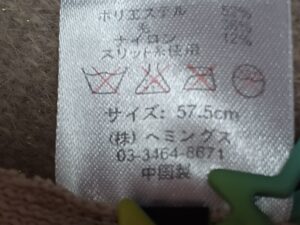 ポリエステル
ナイロン 12%
スリット糸使用
サイズ: 57.5cm
(株) ヘミングス
03-3464-8671
中国製